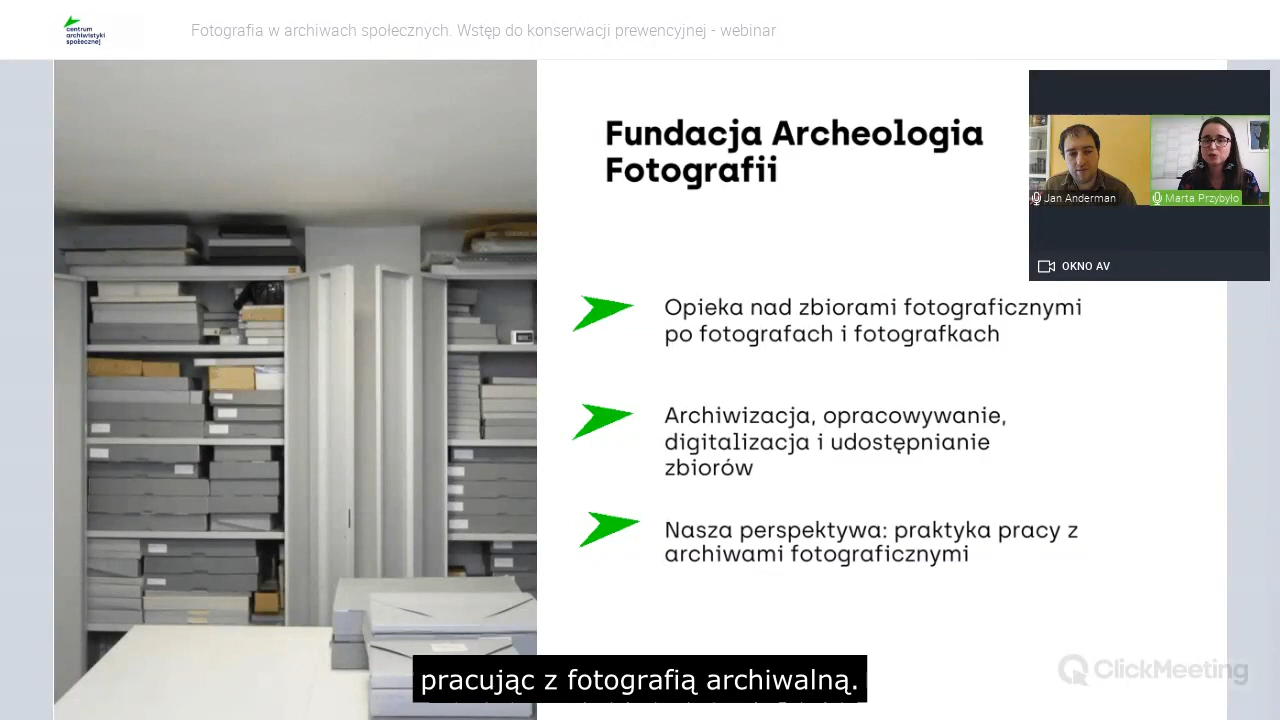 centrum
archiwistyki
społecznej
Fotografia w archiwach społecznych. Wstęp do konserwacji prewencyjnej - webinar
Fundacja Archeologia
Fotografii
Jan Anderman
Marta Przybyło
OKNO AV
Opieka nad zbiorami fotograficznymi
po fotografach i fotografkach
Archiwizacja, opracowywanie,
digitalizacja i udostępnianie
zbiorów
Nasza perspektywa: praktyka pracy z
archiwami fotograficznymi
ClickMeeting
pracując z fotografią archiwalną.